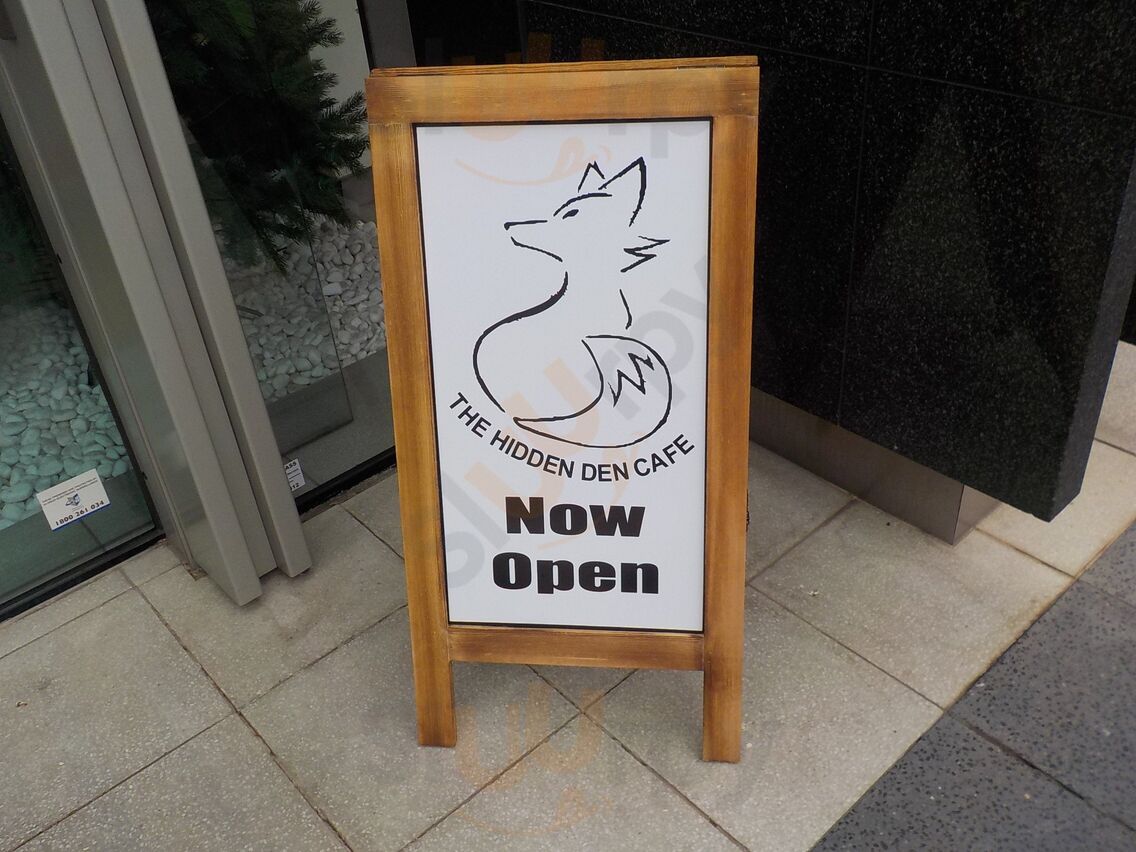 THE HIDDEN DEN CAFE
Now
Open
1800 261 034